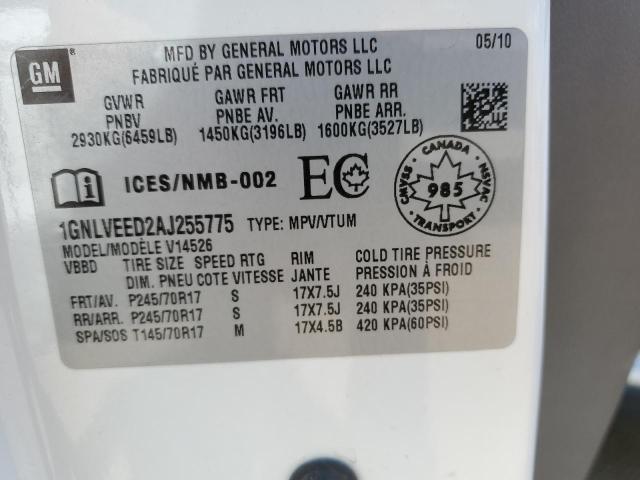 GM
MFD BY GENERAL MOTORS LLC 05/10
FABRIQUÉ PAR GENERAL MOTORS LLC
GVWR GAWR FRT GAWR RR
PNBV PNBE AV. PNBE ARR.
2930KG(6459LB) 1450KG(3196LB) 1600KG(3527LB)
ICES/NMB-002 EC
CANADA
CMVSS NSVAC
985
TRANSPORT
1GNLVEED2AJ255775 TYPE: MPV/VTUM
MODEL/MODÈLE V14526
VBBD TIRE SIZE SPEED RTG RIM COLD TIRE PRESSURE
DIM. PNEU COTE VITESSE JANTE PRESSION À FROID
FRT/AV. P245/70R17 S 17X7.5J 240 KPA(35PSI)
RR/ARR. P245/70R17 S 17X7.5J 240 KPA(35PSI)
SPA/SOS T145/70R17 M 17X4.5B 420 KPA(60PSI)